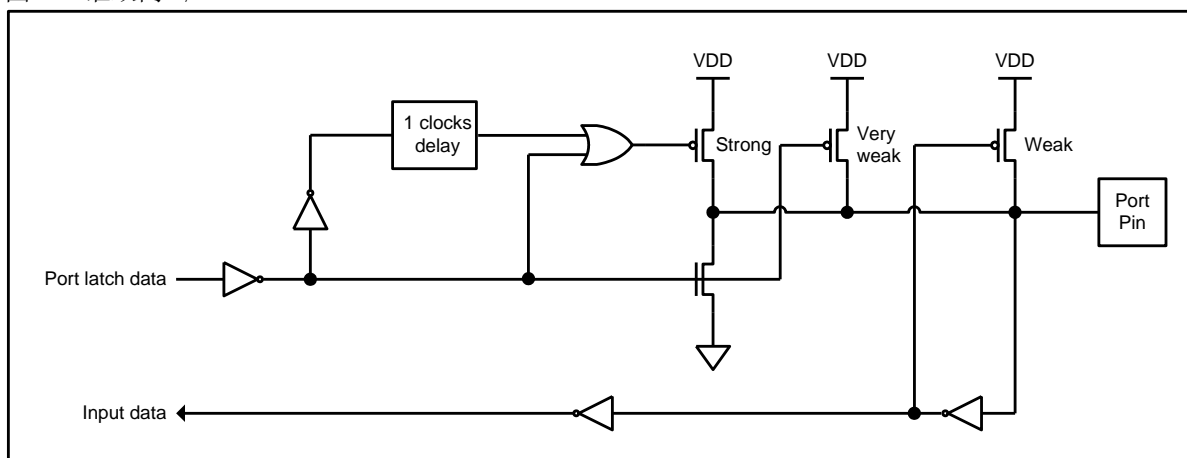 VDD
VDD
VDD
1 clocks
delay
Strong
Very
weak
Weak
Port
Pin
Port latch data
Input data